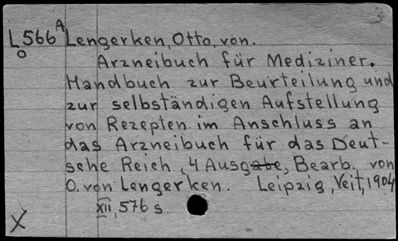 L566A Lengerken, Otto, von.
o
Arzneibuch für Mediziner.
Handbuch zur Beurteilung und
zur selbständigen Aufstellung
von Rezepten im Anschluss an
das Arzneibuch für das Deut-
sche Reich, 4 Ausgabe, Bearb. von
O. von Lengerken. Leipzig, Veit, 1904
XII, 576 s.
X